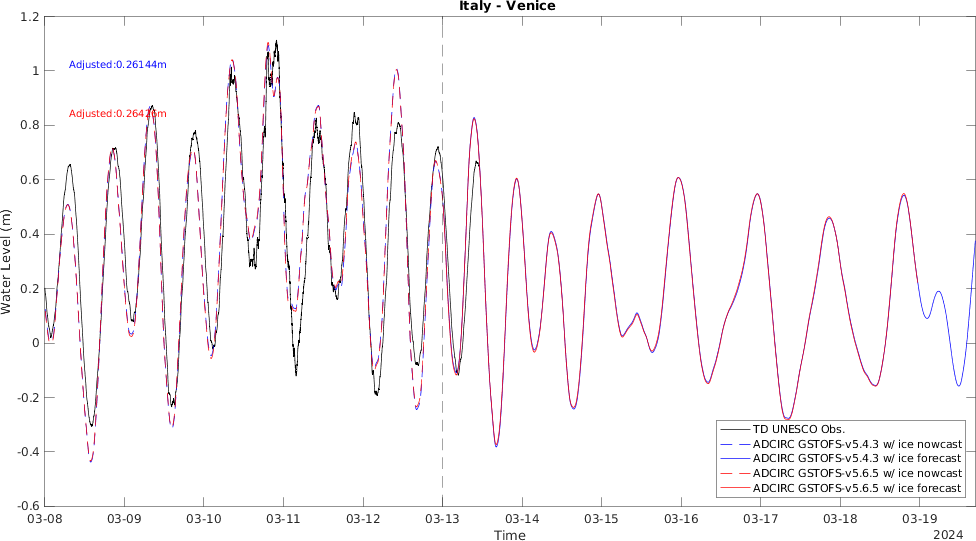 Italy - Venice
1.2
1
0.8
0.6
0.4
0.2
0
-0.2
-0.4
-0.6
Water Level (m)
Adjusted:0.26144m
TD UNESCO Obs.
ADCIRC GSTOFS-v5.4.3 w/ ice nowcast
ADCIRC GSTOFS-v5.4.3 w/ ice forecast
ADCIRC GSTOFS-v5.6.5 w/ ice nowcast
ADCIRC GSTOFS-v5.6.5 w/ ice forecast
03-08 03-09 03-10 03-11 03-12 03-13 03-14 03-15 03-16 03-17 03-18 03-19
Time
2024